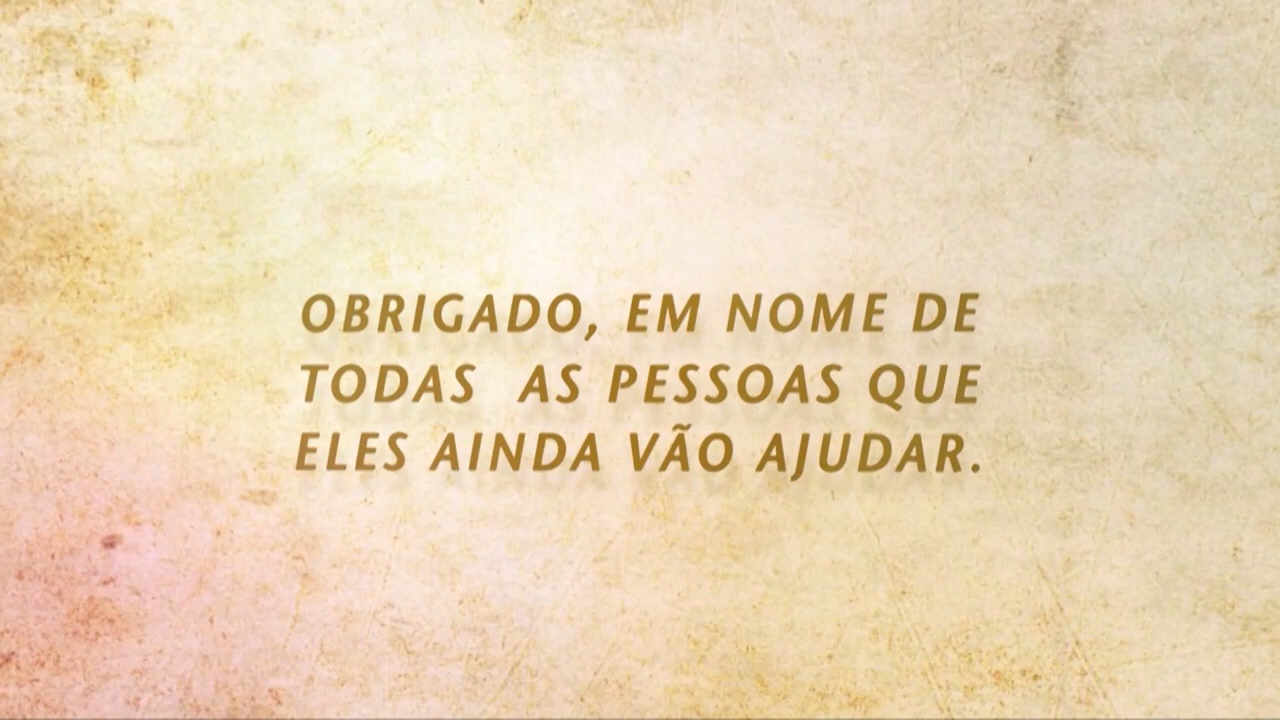 OBRIGADO, EM NOME DE
TODAS AS PESSOAS QUE
ELES AINDA VÃO AJUDAR.